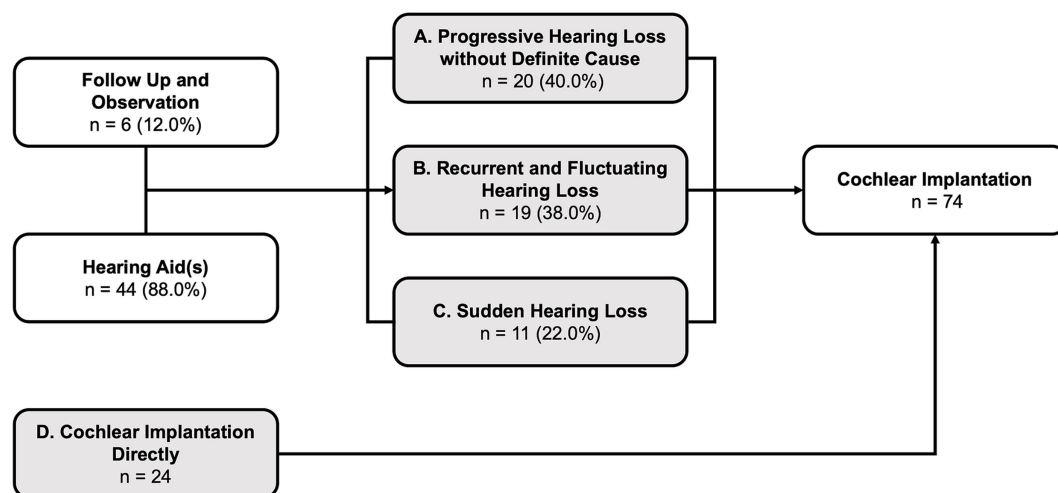 Follow Up and
Observation
n = 6 (12.0%)
Hearing Aid(s)
n = 44 (88.0%)
A. Progressive Hearing Loss
without Definite Cause
n = 20 (40.0%)
B. Recurrent and Fluctuating
Hearing Loss
n = 19 (38.0%)
C. Sudden Hearing Loss
n = 11 (22.0%)
Cochlear Implantation
n = 74
D. Cochlear Implantation
Directly
n = 24